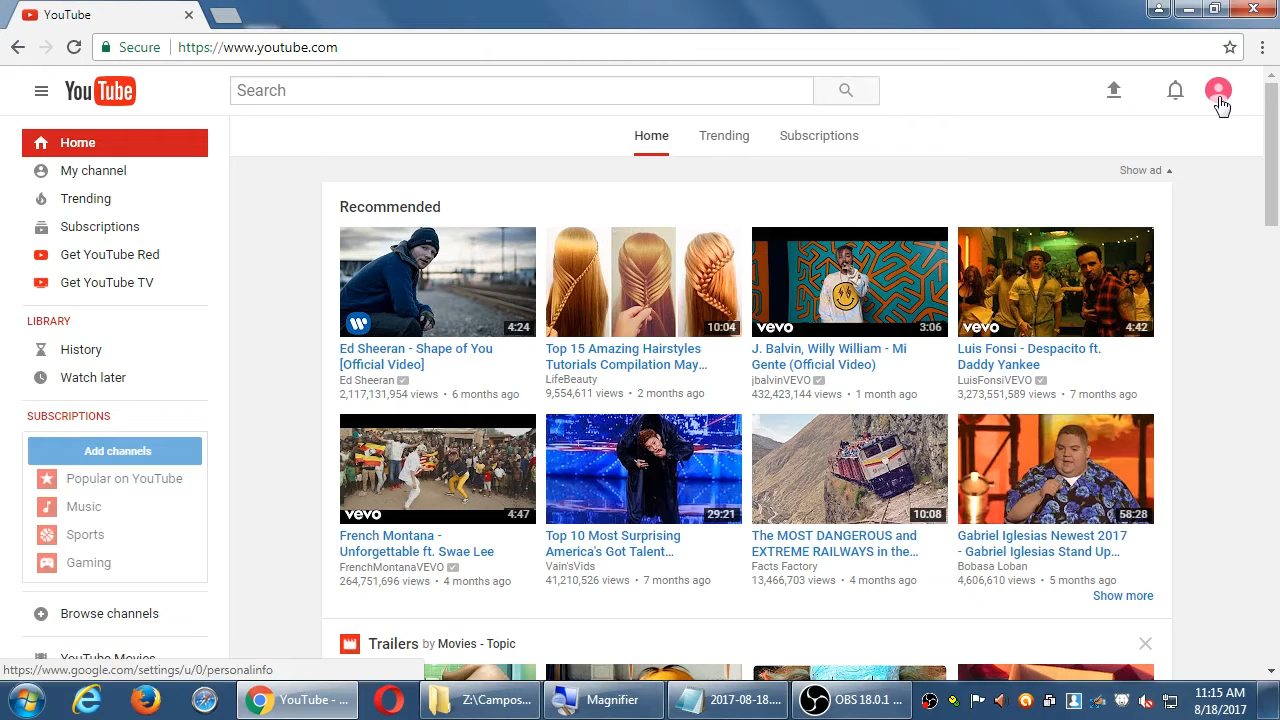 YouTube
Secure https://www.youtube.com
YouTube
Search
Home Trending Subscriptions
Show ad
Home
My channel
Trending
Subscriptions
Get YouTube Red
Get YouTube TV
LIBRARY
History
Watch later
SUBSCRIPTIONS
Add channels
Popular on YouTube
Music
Sports
Gaming
Browse channels
YouTube Movies
Recommended
4:24
10:04
vevo 3:06
vevo 4:42
Ed Sheeran - Shape of You
[Official Video]
Ed Sheeran
2,117,131,954 views • 6 months ago
Top 15 Amazing Hairstyles
Tutorials Compilation May...
LifeBeauty
9,554,611 views • 2 months ago
J. Balvin, Willy William - Mi
Gente (Official Video)
jbalvinVEVO
432,423,144 views • 1 month ago
Luis Fonsi - Despacito ft.
Daddy Yankee
LuisFonsiVEVO
3,273,551,589 views • 7 months ago
vevo 4:47
29:21
10:08
58:28
French Montana -
Unforgettable ft. Swae Lee
FrenchMontanaVEVO
264,751,696 views • 4 months ago
Top 10 Most Surprising
America's Got Talent...
Vain'sVids
41,210,526 views • 7 months ago
The MOST DANGEROUS and
EXTREME RAILWAYS in the...
Facts Factory
13,466,703 views • 4 months ago
Gabriel Iglesias Newest 2017
- Gabriel Iglesias Stand Up...
Bobasa Loban
4,606,610 views • 5 months ago
Show more
Trailers by Movies - Topic
https://www.google.com/settings/u/0/personalinfo
YouTube - ...
Z:\Campos...
Magnifier
2017-08-18....
OBS 18.0.1 ...
11:15 AM
8/18/2017